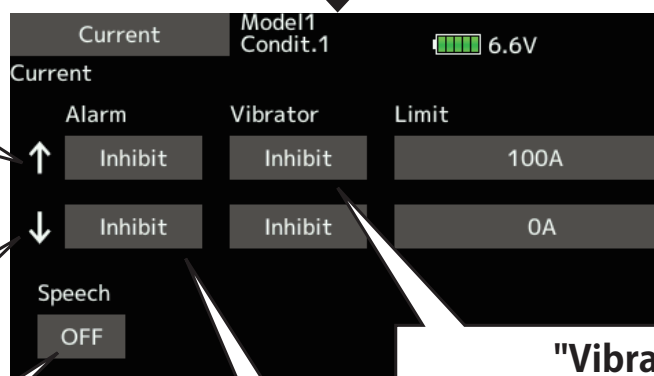 Current Model1
Condit.1 6.6V
Current
Alarm Vibrator Limit
↑ Inhibit Inhibit 100A
↓ Inhibit Inhibit 0A
Speech
OFF
"Vibra